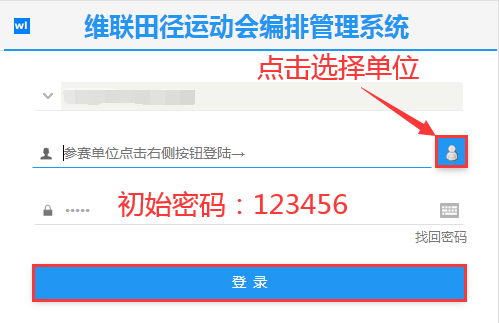 wl 维联田径运动会编排管理系统
点击选择单位
参赛单位点击右侧按钮登陆→
••••• 初始密码：123456
找回密码
登 录